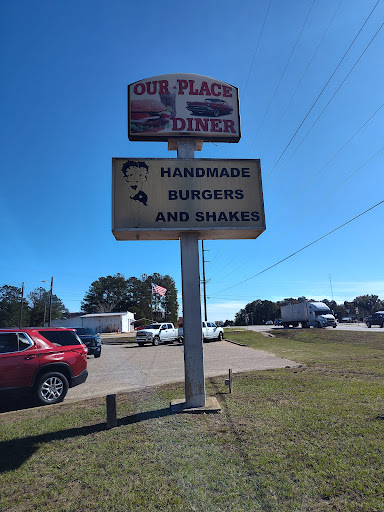 OUR PLACE
DINER
HANDMADE
BURGERS
AND SHAKES